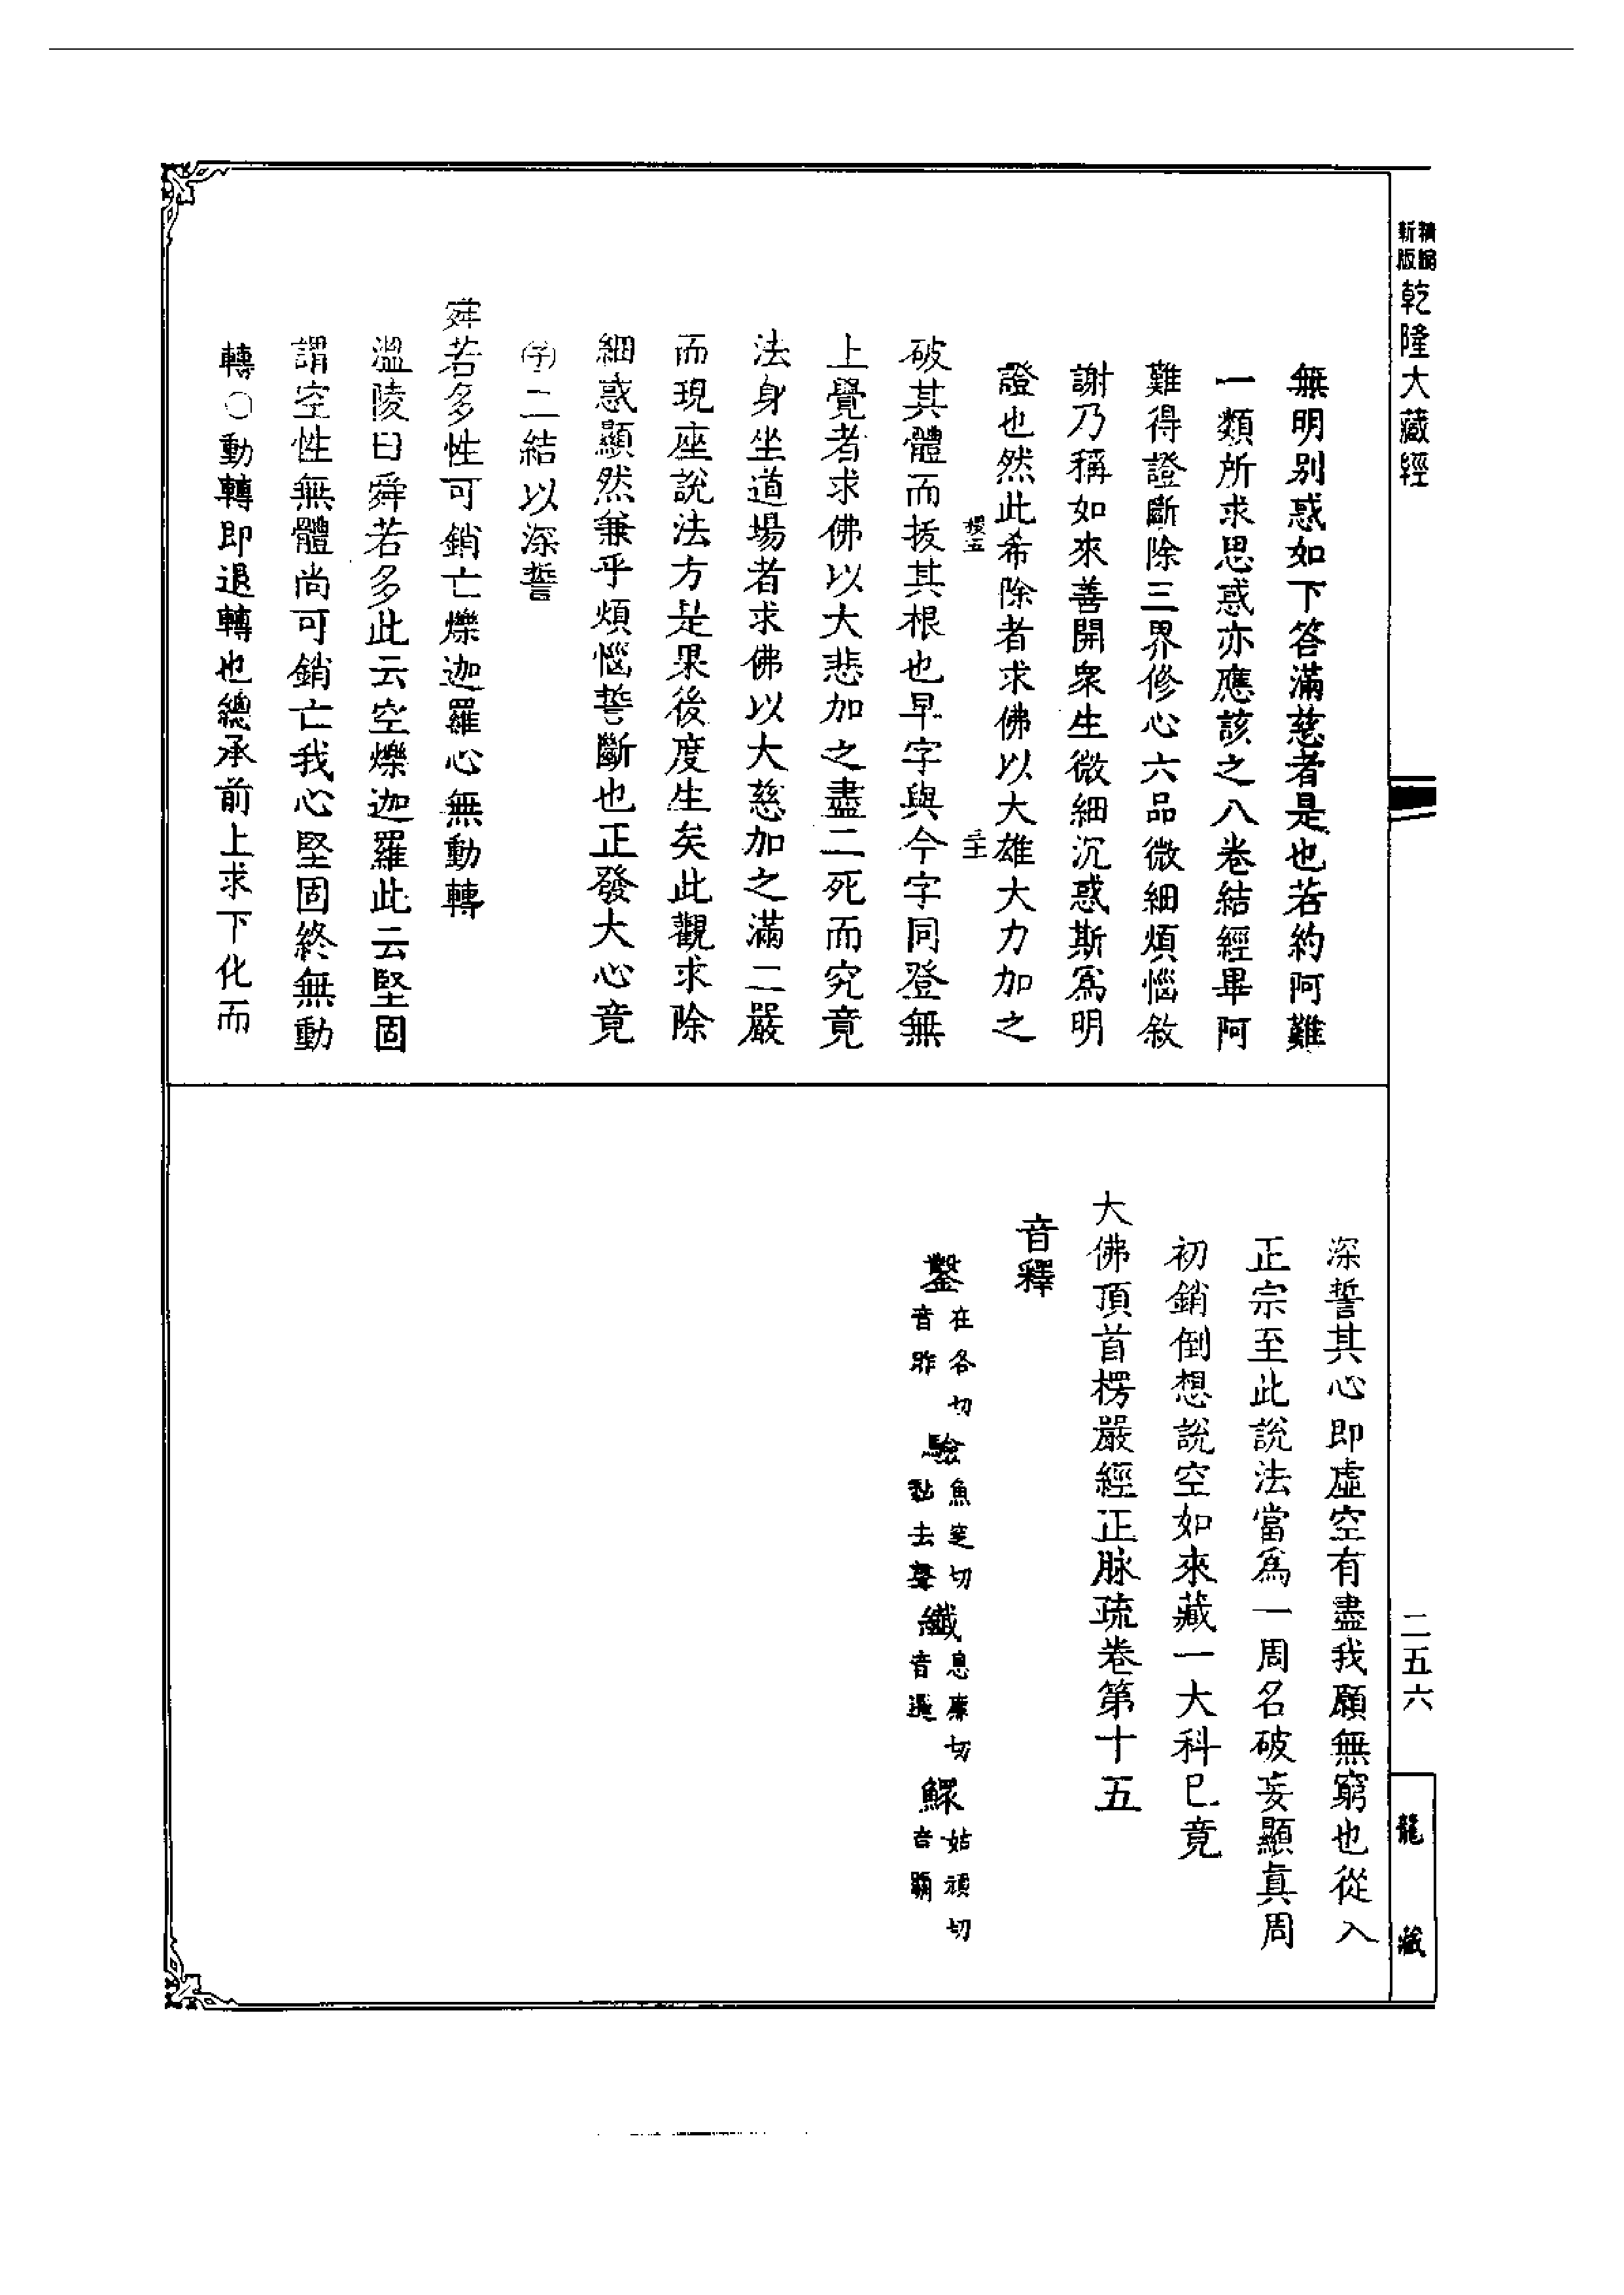 精編
新版
乾隆大藏經
無明別惑如下答滿慈者是也若約阿難
一類所求思惑亦應該之八卷結經畢阿
難得證斷除三界修心六品微細煩惱敘
謝乃稱如來善開衆生微細沉惑斯爲明
證也然此希除者求佛以大雄大力加之
破其體而拔其根也早字與今字同登無
上覺者求佛以大悲加之盡二死而究竟
法身坐道場者求佛以大慈加之滿二嚴
而現座說法方是果後度生矣此觀求除
細惑顯然兼乎煩惱誓斷也正發大心竟
㈻二結以深誓
舜若多性可銷亡爍迦羅心無動轉
溫陵曰舜若多此云空爍迦羅此云堅固
謂空性無體尚可銷亡我心堅固終無動
轉○動轉即退轉也總承前上求下化而
二五六
龍藏
深誓其心即虛空有盡我願無窮也從入
正宗至此說法當爲一周名破妄顯真周
初銷倒想說空如來藏一大科巳竟
大佛頂首楞嚴經正脉疏卷第十五
音釋
鑿在各切音昨驗魚窆切黏去聲纖息廉切音暹鰥姑頑切音關